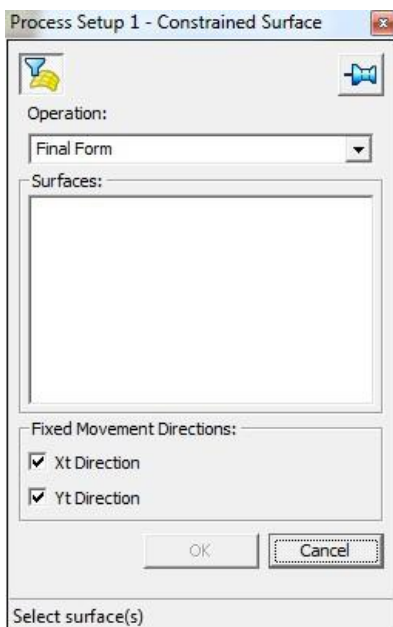 Process Setup 1 - Constrained Surface
Operation:
Final Form
Surfaces:
Fixed Movement Directions:
Xt Direction
Yt Direction
OK
Cancel
Select surface(s)